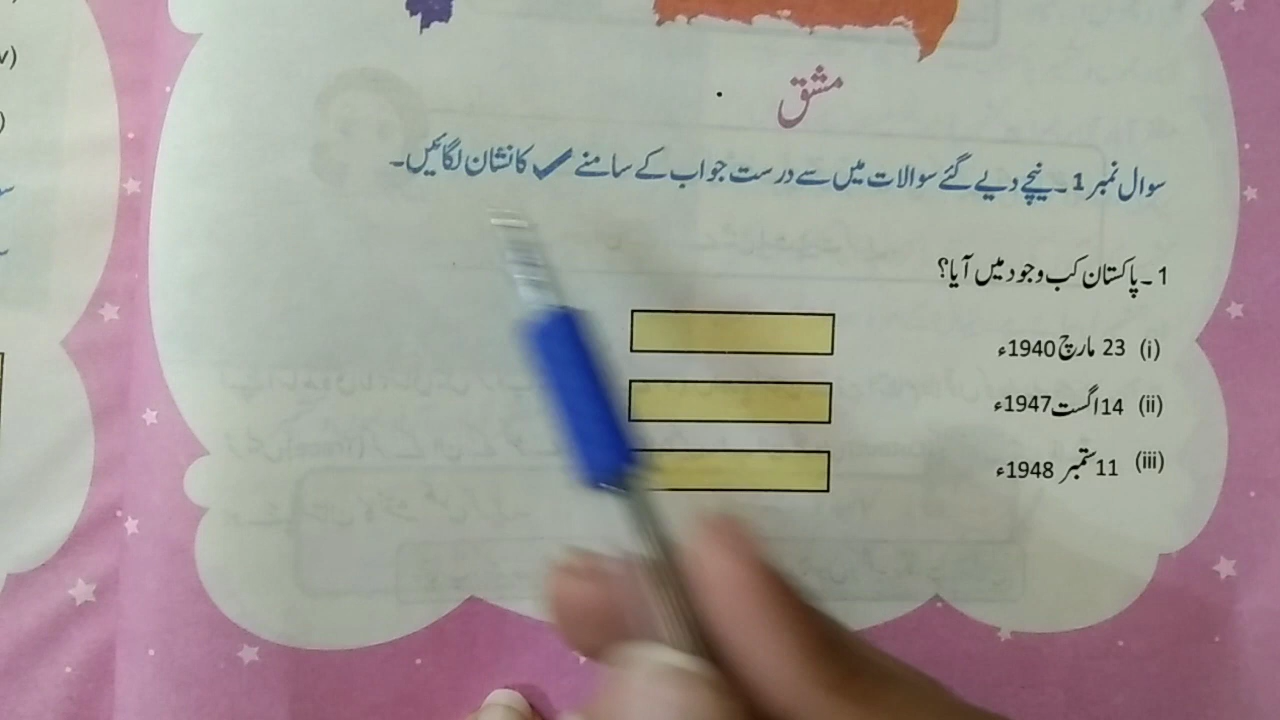 مشق
سوال نمبر 1۔ نیچے دیے گئے سوالات میں سے درست جواب کے سامنے ✓ کا نشان لگائیں۔
1۔ پاکستان کب وجود میں آیا؟
(i) 23 مارچ 1940ء
(ii) 14 اگست 1947ء
(iii) 11 ستمبر 1948ء